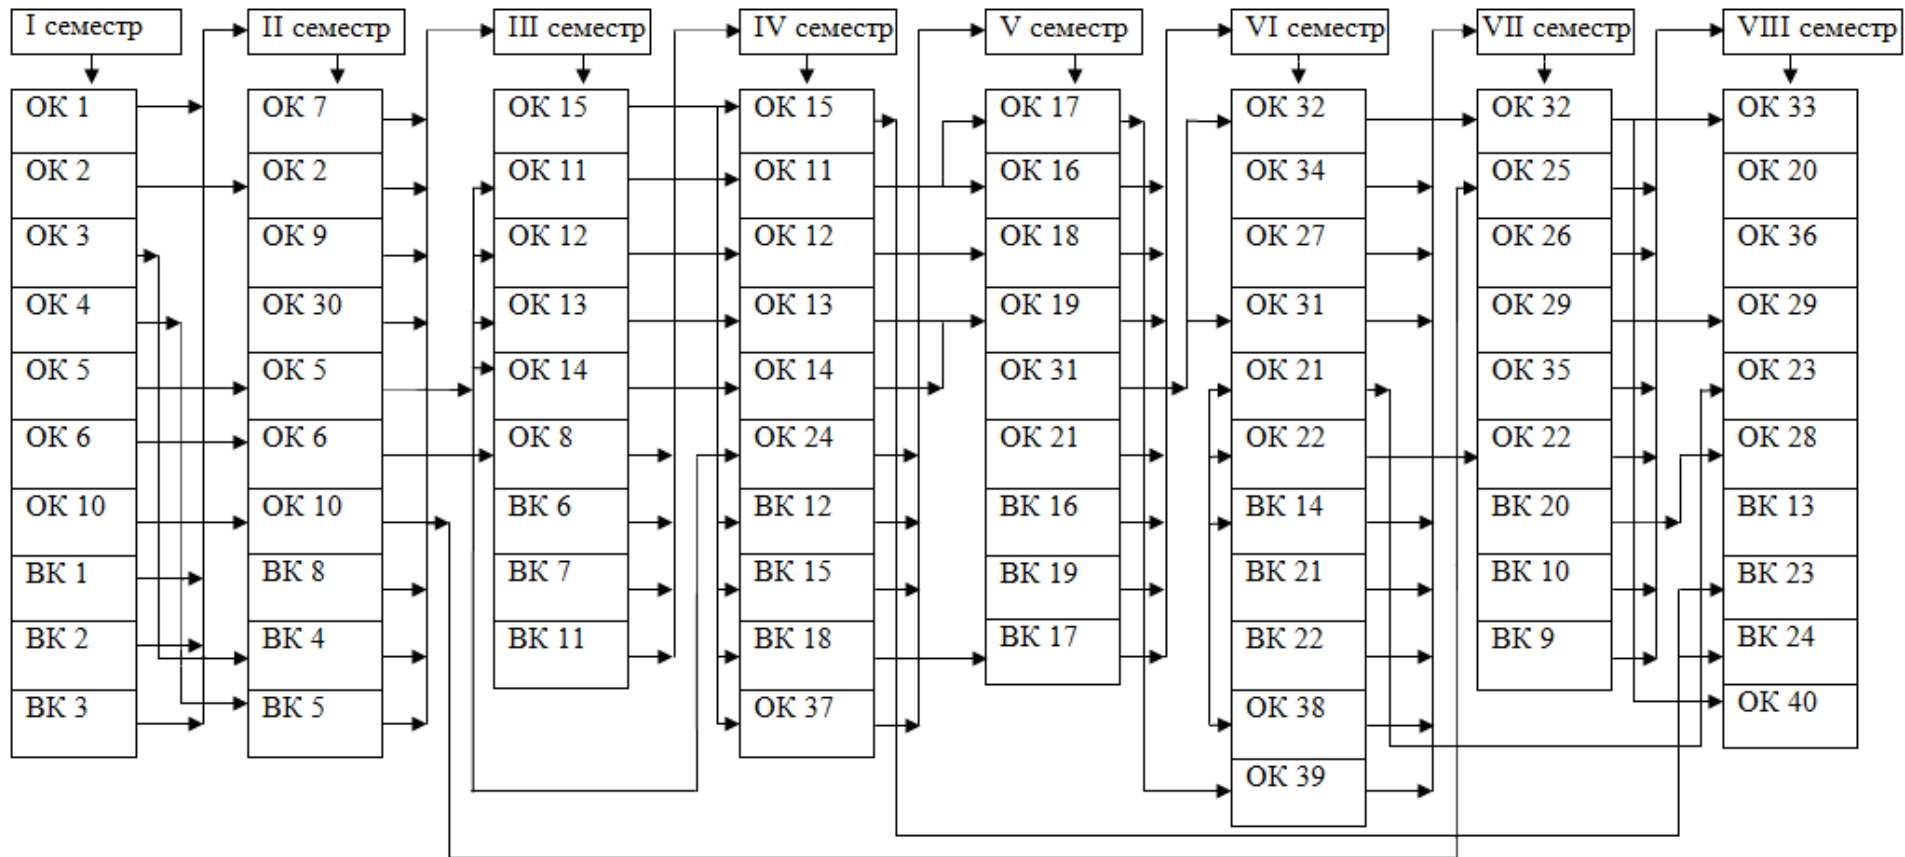 I семестр
II семестр
III семестр
IV семестр
V семестр
VI семестр
VII семестр
VIII семестр
ОК 1
ОК 2
ОК 3
ОК 4
ОК 5
ОК 6
ОК 10
ВК 1
ВК 2
ВК 3
ОК 7
ОК 2
ОК 9
ОК 30
ОК 5
ОК 6
ОК 10
ВК 8
ВК 4
ВК 5
ОК 15
ОК 11
ОК 12
ОК 13
ОК 14
ОК 8
ВК 6
ВК 7
ВК 11
ОК 15
ОК 11
ОК 12
ОК 13
ОК 14
ОК 24
ВК 12
ВК 15
ВК 18
ОК 37
ОК 17
ОК 16
ОК 18
ОК 19
ОК 31
ОК 21
ВК 16
ВК 19
ВК 17
ОК 32
ОК 34
ОК 27
ОК 31
ОК 21
ОК 22
ВК 14
ВК 21
ВК 22
ОК 38
ОК 39
ОК 32
ОК 25
ОК 26
ОК 29
ОК 35
ОК 22
ВК 20
ВК 10
ВК 9
ОК 33
ОК 20
ОК 36
ОК 29
ОК 23
ОК 28
ВК 13
ВК 23
ВК 24
ОК 40